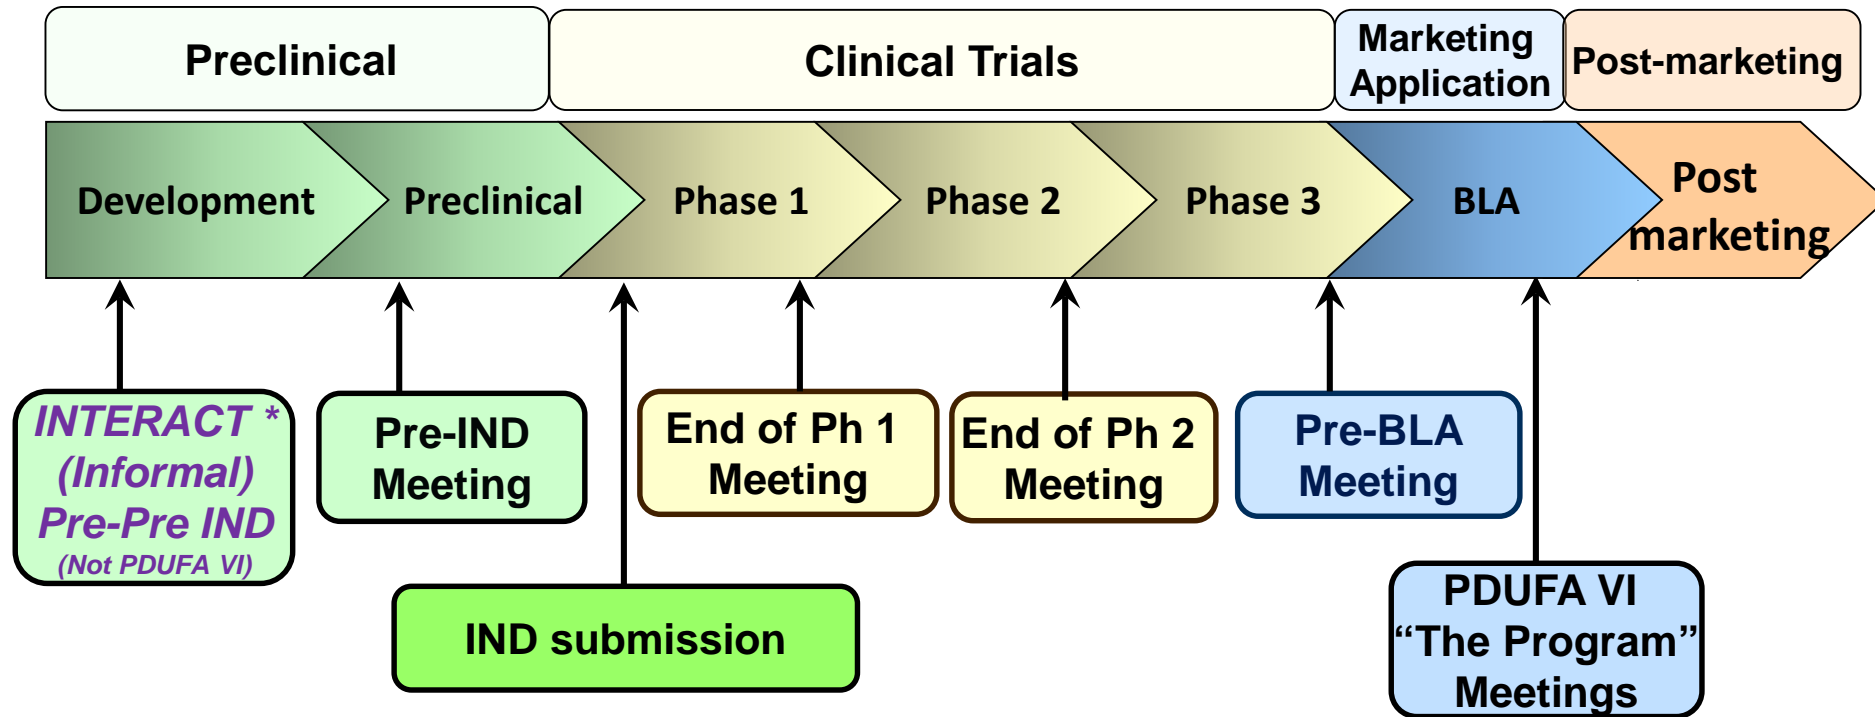 Preclinical
Clinical Trials
Marketing
Application
Post-marketing
Development
Preclinical
Phase 1
Phase 2
Phase 3
BLA
Post
marketing
INTERACT *
(Informal)
Pre-Pre IND
(Not PDUFA VI)
Pre-IND
Meeting
End of Ph 1
Meeting
End of Ph 2
Meeting
Pre-BLA
Meeting
IND submission
PDUFA VI
“The Program”
Meetings